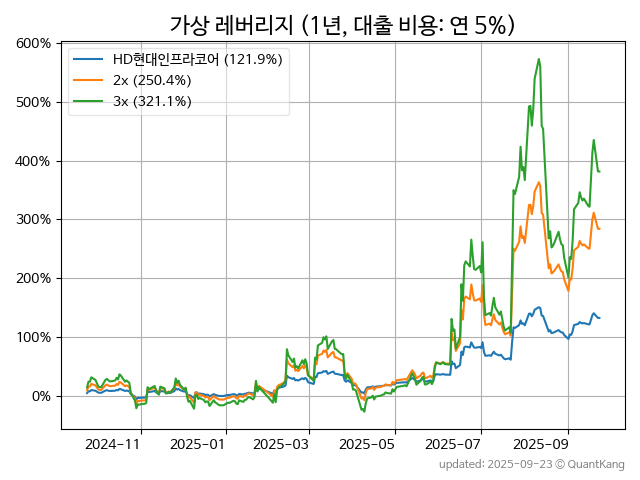 가상 레버리지 (1년, 대출 비용: 연 5%)
600%
500%
400%
300%
200%
100%
0%
HD현대인프라코어 (121.9%)
2x (250.4%)
3x (321.1%)
2024-11
2025-01
2025-03
2025-05
2025-07
2025-09
updated: 2025-09-23 © QuantKang